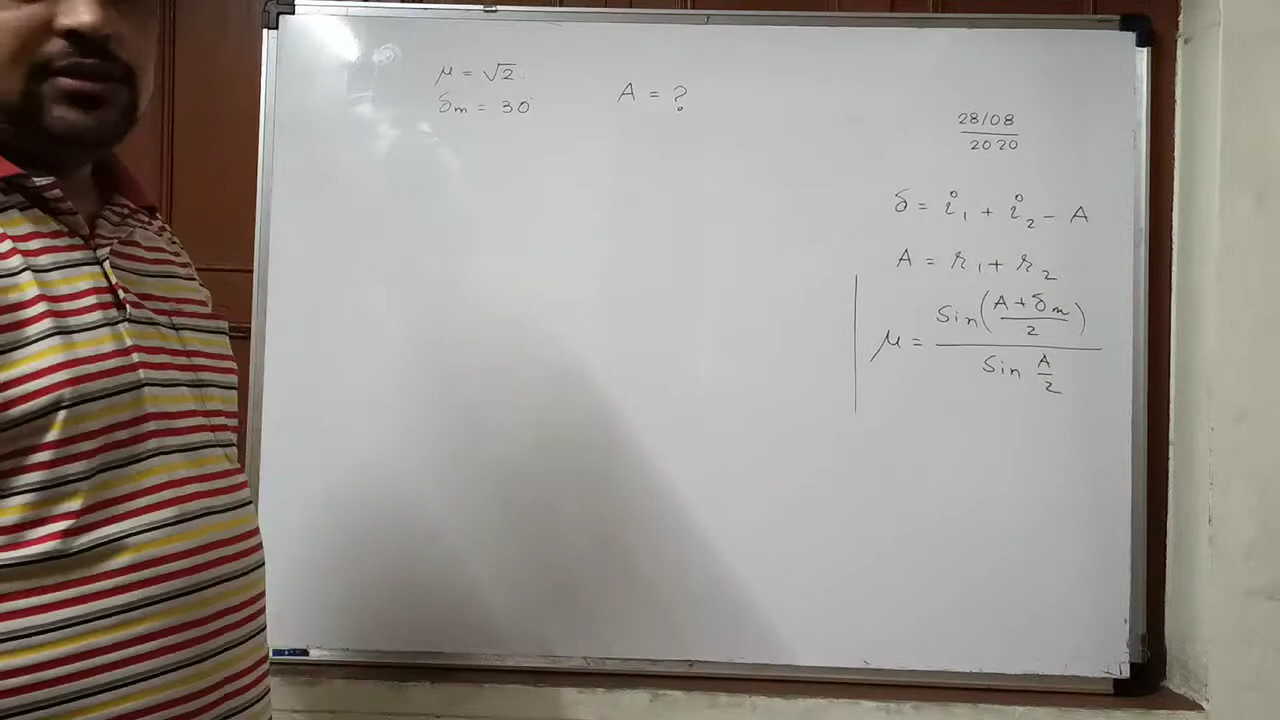 μ = √2
δm = 30°
A = ?
28/08
2020
δ = i₁ + i₂ - A
A = r₁ + r₂
μ = Sin((A + δm)/2) / Sin A/2